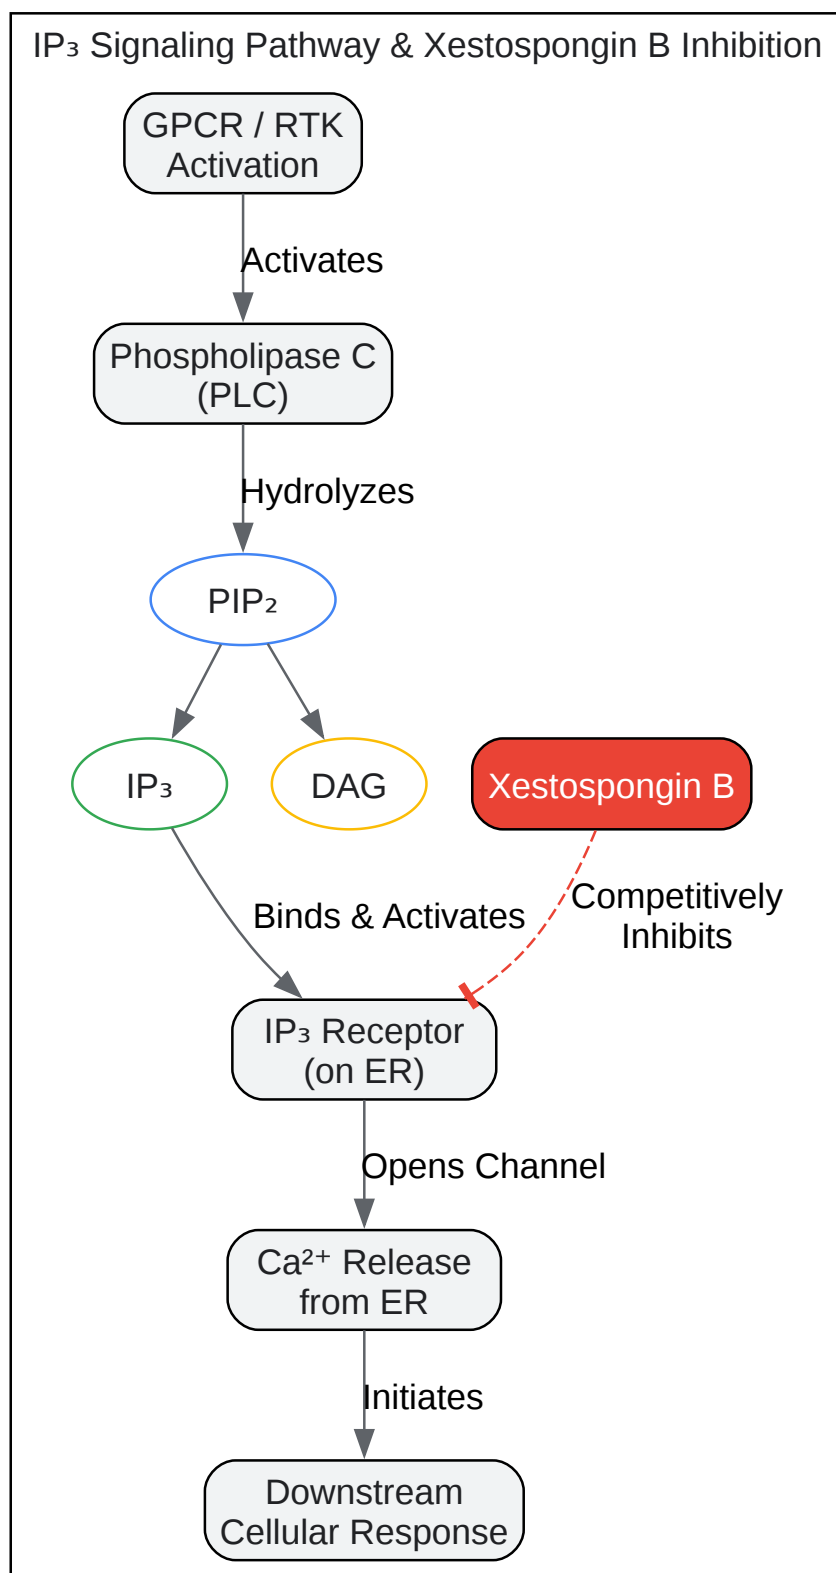 IP₃ Signaling Pathway & Xestospongin B Inhibition
GPCR / RTK
Activation
Activates
Phospholipase C
(PLC)
Hydrolyzes
PIP₂
IP₃
DAG
Xestospongin B
Binds & Activates
Competitively
Inhibits
IP₃ Receptor
(on ER)
Opens Channel
Ca²⁺ Release
from ER
Initiates
Downstream
Cellular Response